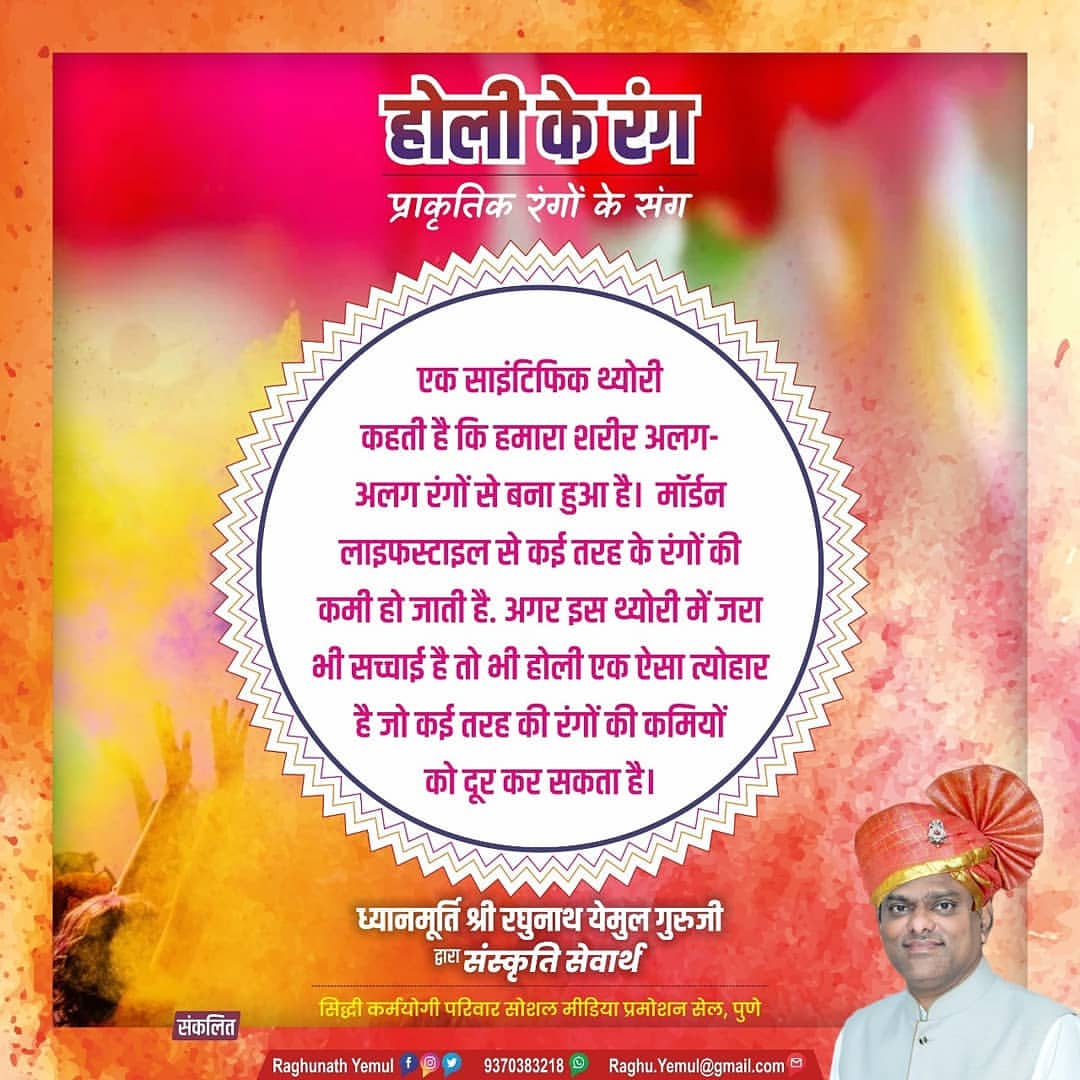 होली के रंग
प्राकृतिक रंगों के संग
एक साइंटिफिक थ्योरी
कहती है कि हमारा शरीर अलग-
अलग रंगों से बना हुआ है। मॉर्डन
लाइफस्टाइल से कई तरह के रंगों की
कमी हो जाती है. अगर इस थ्योरी में जरा
भी सच्चाई है तो भी होली एक ऐसा त्योहार
है जो कई तरह की रंगों की कमियों
को दूर कर सकता है।
ध्यानमूर्ति श्री रघुनाथ येमुल गुरुजी
द्वारा संस्कृति सेवार्थ
सिद्धी कर्मयोगी परिवार सोशल मीडिया प्रमोशन सेल, पुणे
संकलित
Raghunath Yemul 9370383218 Raghu.Yemul@gmail.com